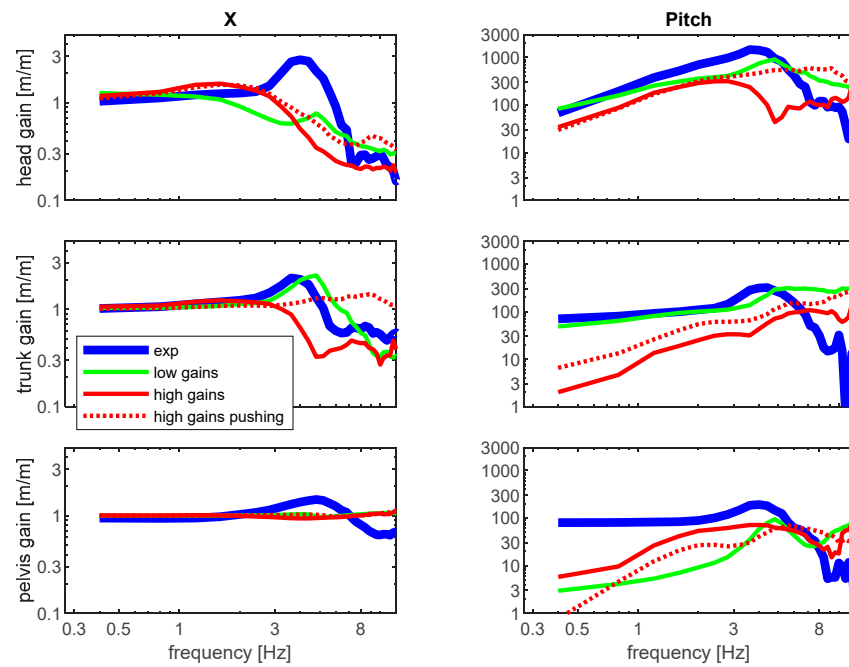 X
Pitch
head gain [m/m]
3
1
0.3
0.1
3000
1000
300
100
30
10
3
1
trunk gain [m/m]
3
1
0.3
0.1
exp
low gains
high gains
high gains pushing
3000
1000
300
100
30
10
3
1
pelvis gain [m/m]
3
1
0.3
0.1
3000
1000
300
100
30
10
3
1
0.3 0.5 1 3 8
0.3 0.5 1 3 8
frequency [Hz]
frequency [Hz]